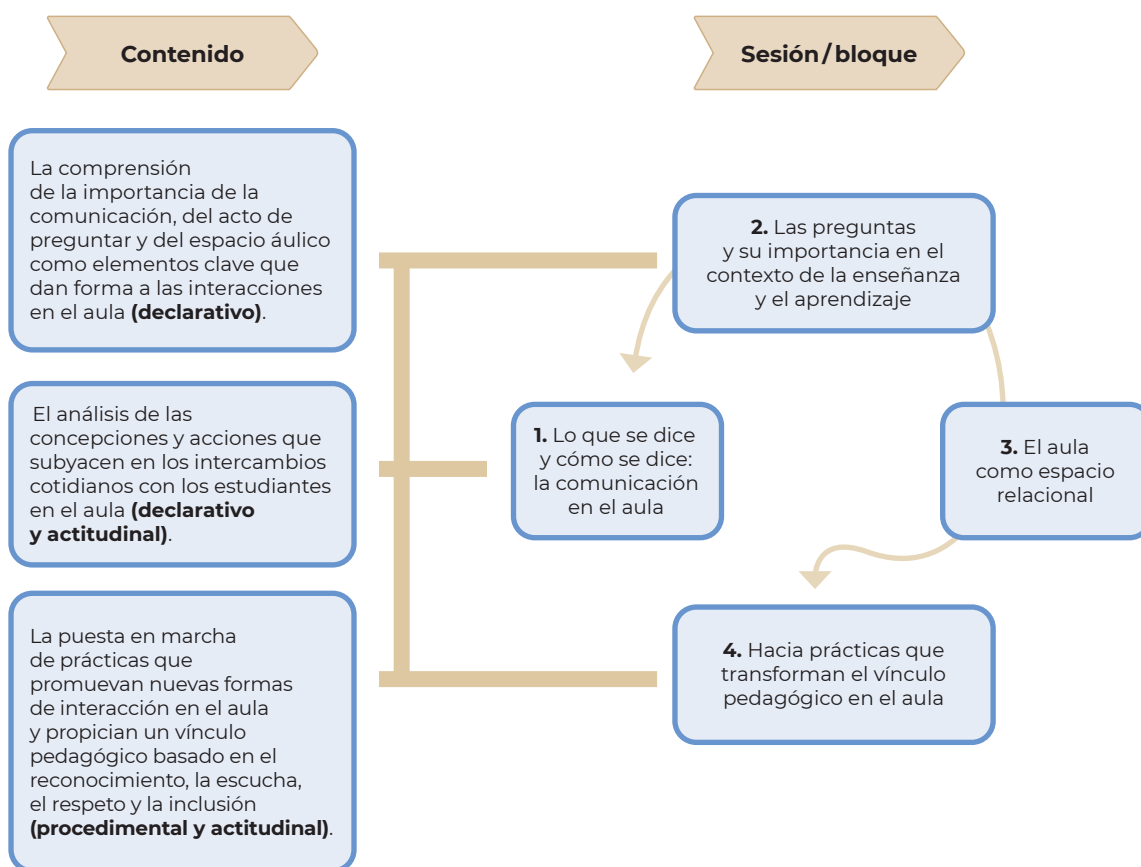 Contenido
Sesión/bloque
La comprensión
de la importancia de la
comunicación, del acto de
preguntar y del espacio áulico
como elementos clave que
dan forma a las interacciones
en el aula (declarativo).
El análisis de las
concepciones y acciones que
subyacen en los intercambios
cotidianos con los estudiantes
en el aula (declarativo
y actitudinal).
La puesta en marcha
de prácticas que
promuevan nuevas formas
de interacción en el aula
y propician un vínculo
pedagógico basado en el
reconocimiento, la escucha,
el respeto y la inclusión
(procedimental y actitudinal).
2. Las preguntas
y su importancia en el
contexto de la enseñanza
y el aprendizaje
1. Lo que se dice
y cómo se dice:
la comunicación
en el aula
3. El aula
como espacio
relacional
4. Hacia prácticas que
transforman el vínculo
pedagógico en el aula